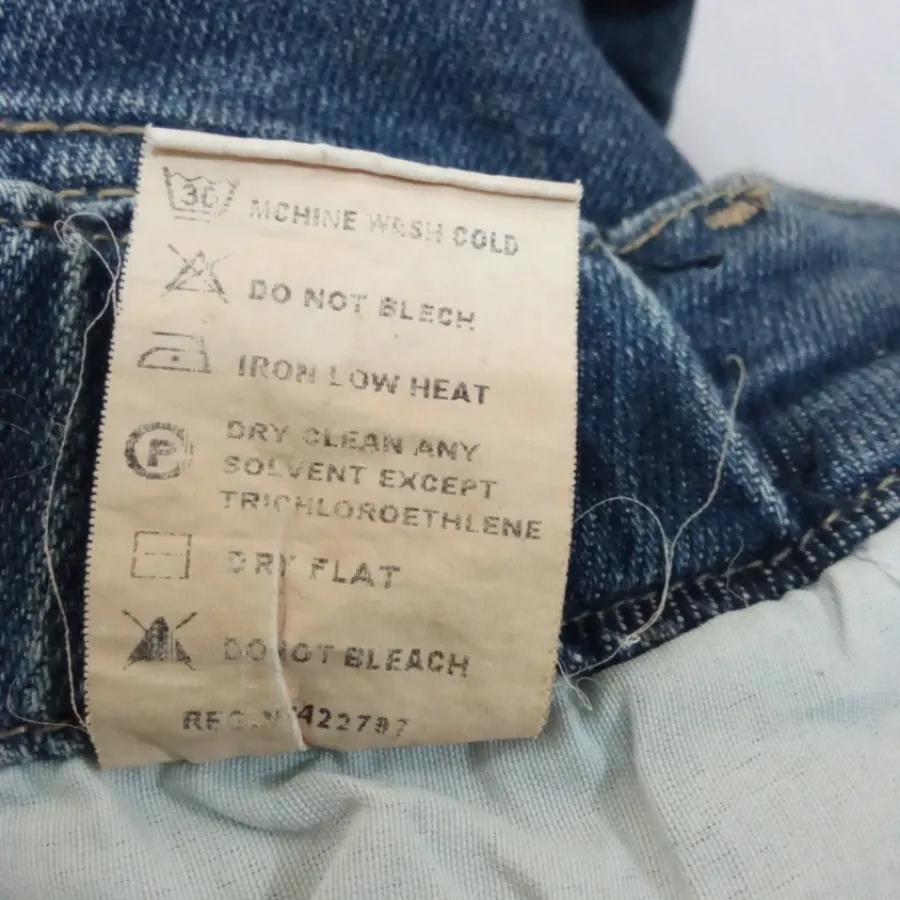 30 MCHINE WASH COLD
DO NOT BLECH
IRON LOW HEAT
P DRY CLEAN ANY
SOLVENT EXCEPT
TRICHLOROETHLENE
DRY FLAT
DO NOT BLEACH
422787